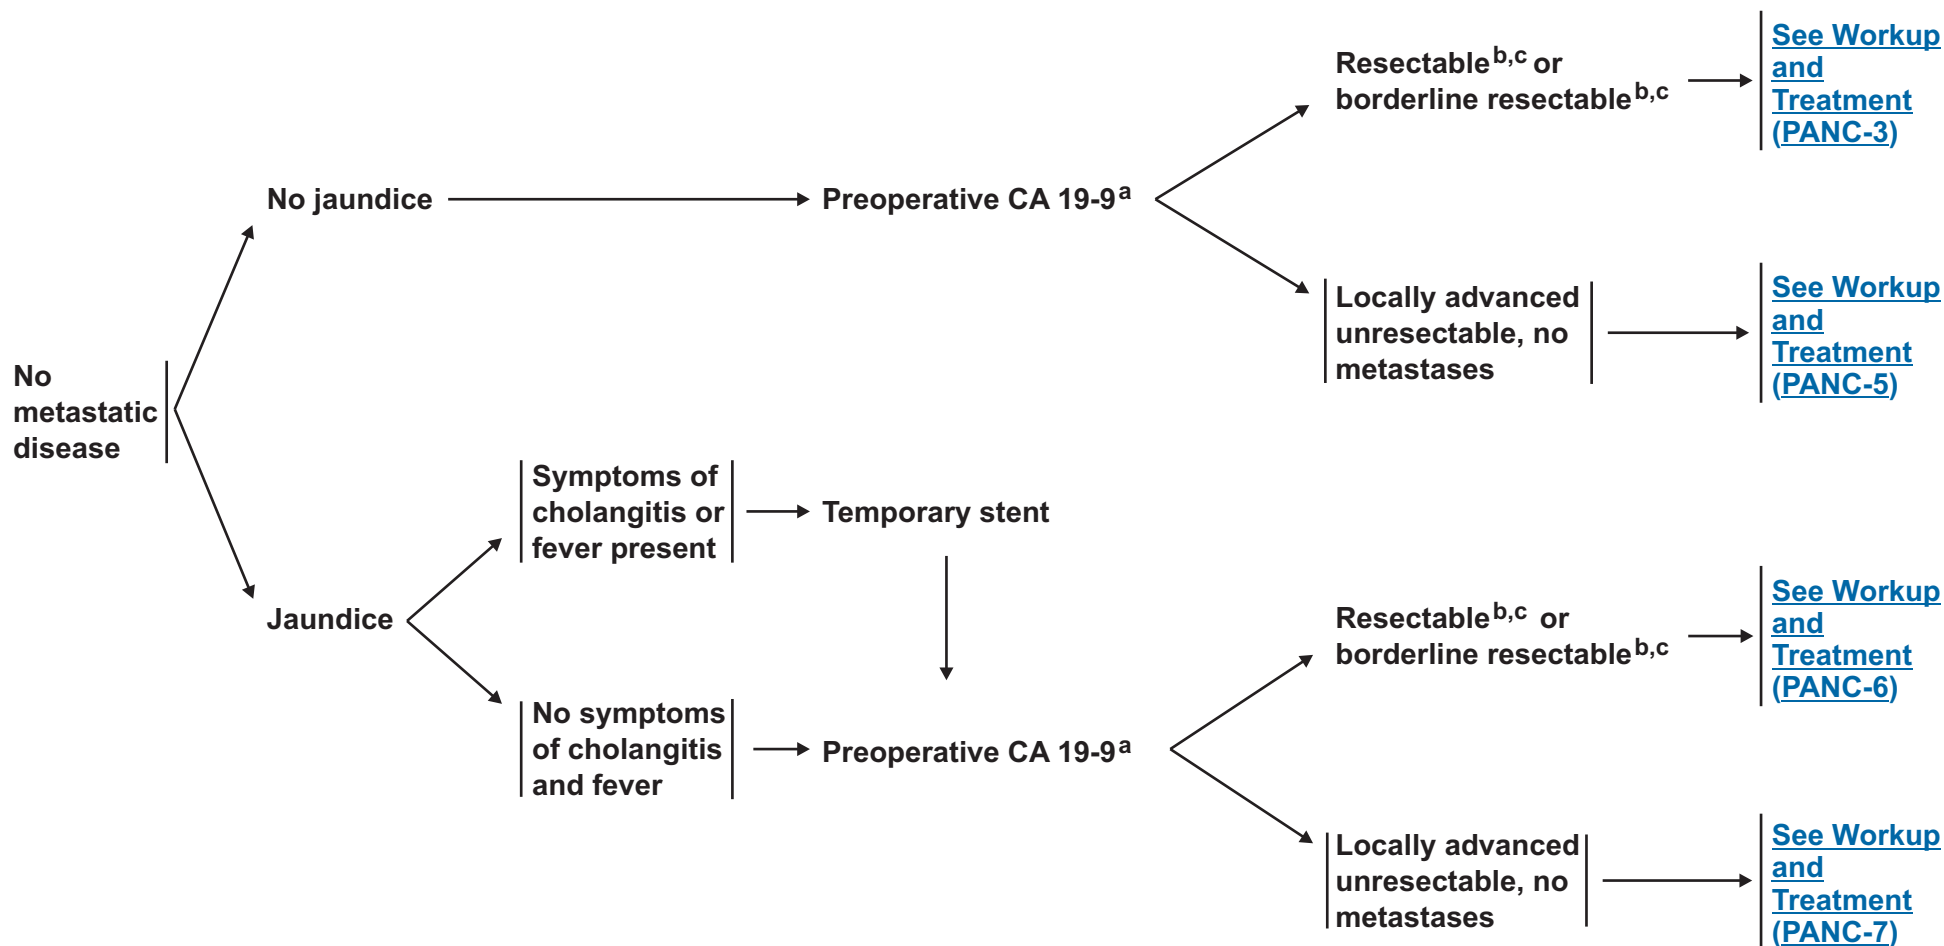 No
metastatic
disease
No jaundice
Preoperative CA 19-9a
Resectableb,c or
borderline resectableb,c
See Workup
and
Treatment
(PANC-3)
Locally advanced
unresectable, no
metastases
See Workup
and
Treatment
(PANC-5)
Jaundice
Symptoms of
cholangitis or
fever present
Temporary stent
No symptoms
of cholangitis
and fever
Preoperative CA 19-9a
Resectableb,c or
borderline resectableb,c
See Workup
and
Treatment
(PANC-6)
Locally advanced
unresectable, no
metastases
See Workup
and
Treatment
(PANC-7)